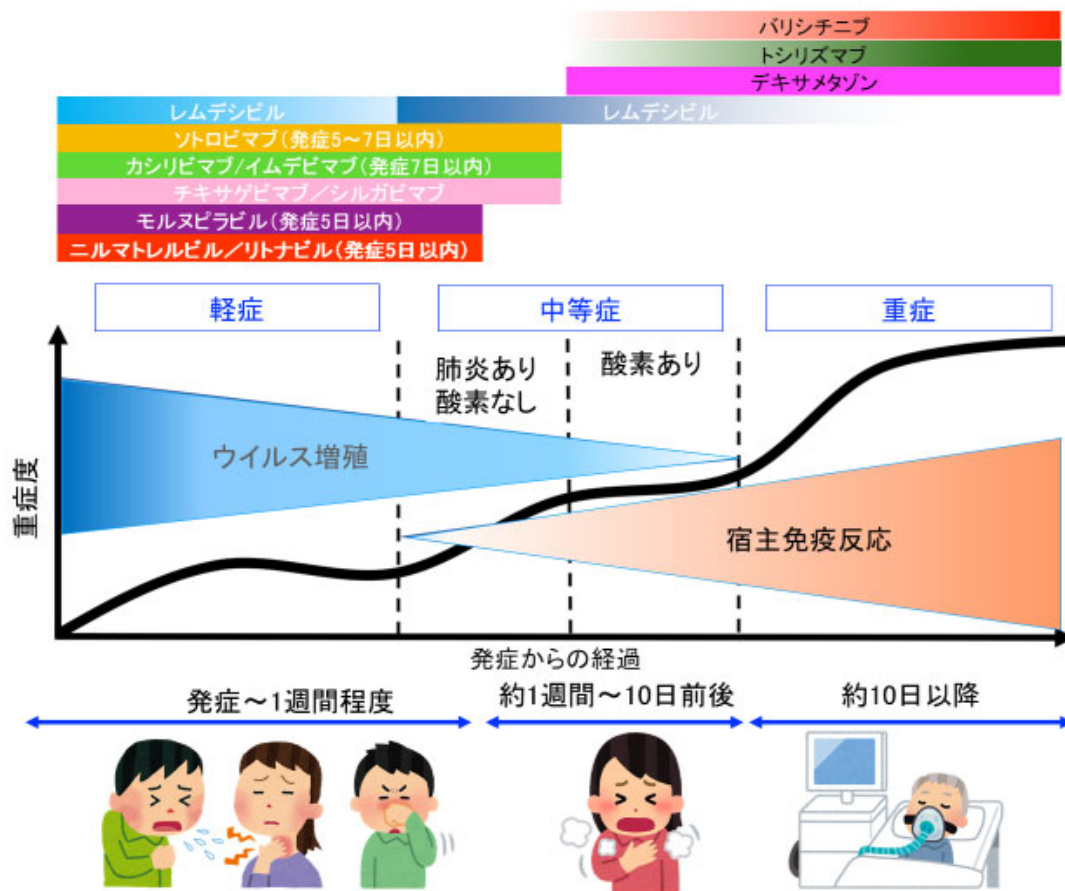 バリシチニブ
トシリズマブ
デキサメタゾン
レムデシビル レムデシビル
ソトロビマブ(発症5～7日以内)
カシリビマブ/イムデビマブ(発症7日以内)
チキサゲビマブ／シルガビマブ
モルヌピラビル(発症5日以内)
ニルマトレルビル／リトナビル(発症5日以内)
軽症 中等症 重症
肺炎あり 酸素あり
酸素なし
ウイルス増殖
重症度
宿主免疫反応
発症からの経過
発症～1週間程度 約1週間～10日前後 約10日以降